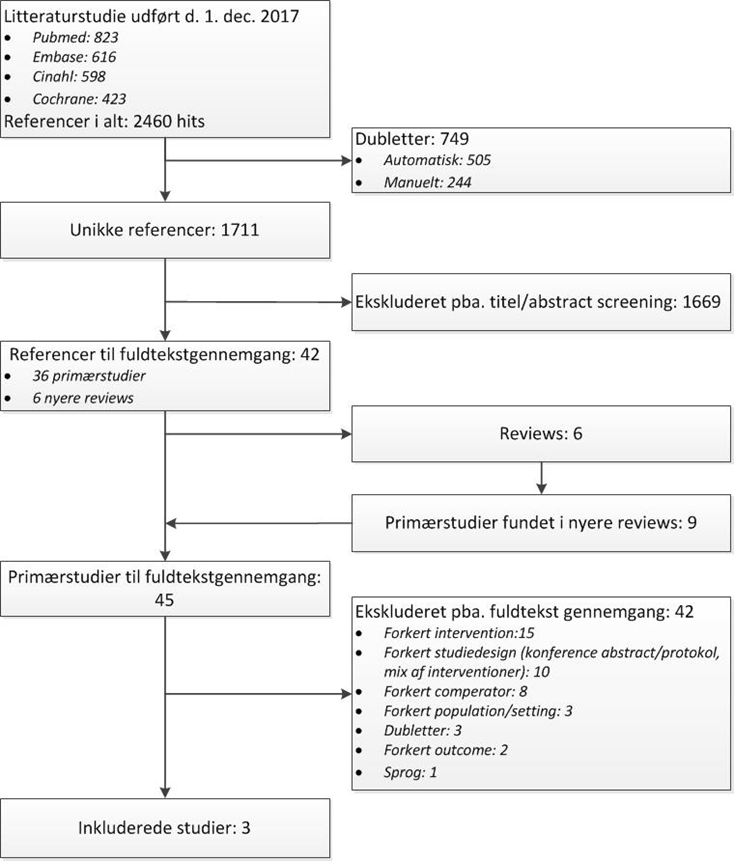 Litteraturstudie udført d. 1. dec. 2017
• Pubmed: 823
• Embase: 616
• Cinahl: 598
• Cochrane: 423
Referencer i alt: 2460 hits
Dubletter: 749
• Automatisk: 505
• Manuelt: 244
Unikke referencer: 1711
Ekskluderet pba. titel/abstract screening: 1669
Referencer til fuldtekstgennemgang: 42
• 36 primærstudier
• 6 nyere reviews
Reviews: 6
Primærstudier fundet i nyere reviews: 9
Primærstudier til fuldtekstgennemgang:
45
Ekskluderet pba. fuldtekst gennemgang: 42
• Forkert intervention:15
• Forkert studiedesign (konference abstract/protokol,
mix af interventioner): 10
• Forkert comperator: 8
• Forkert population/setting: 3
• Dubletter: 3
• Forkert outcome: 2
• Sprog: 1
Inkluderede studier: 3